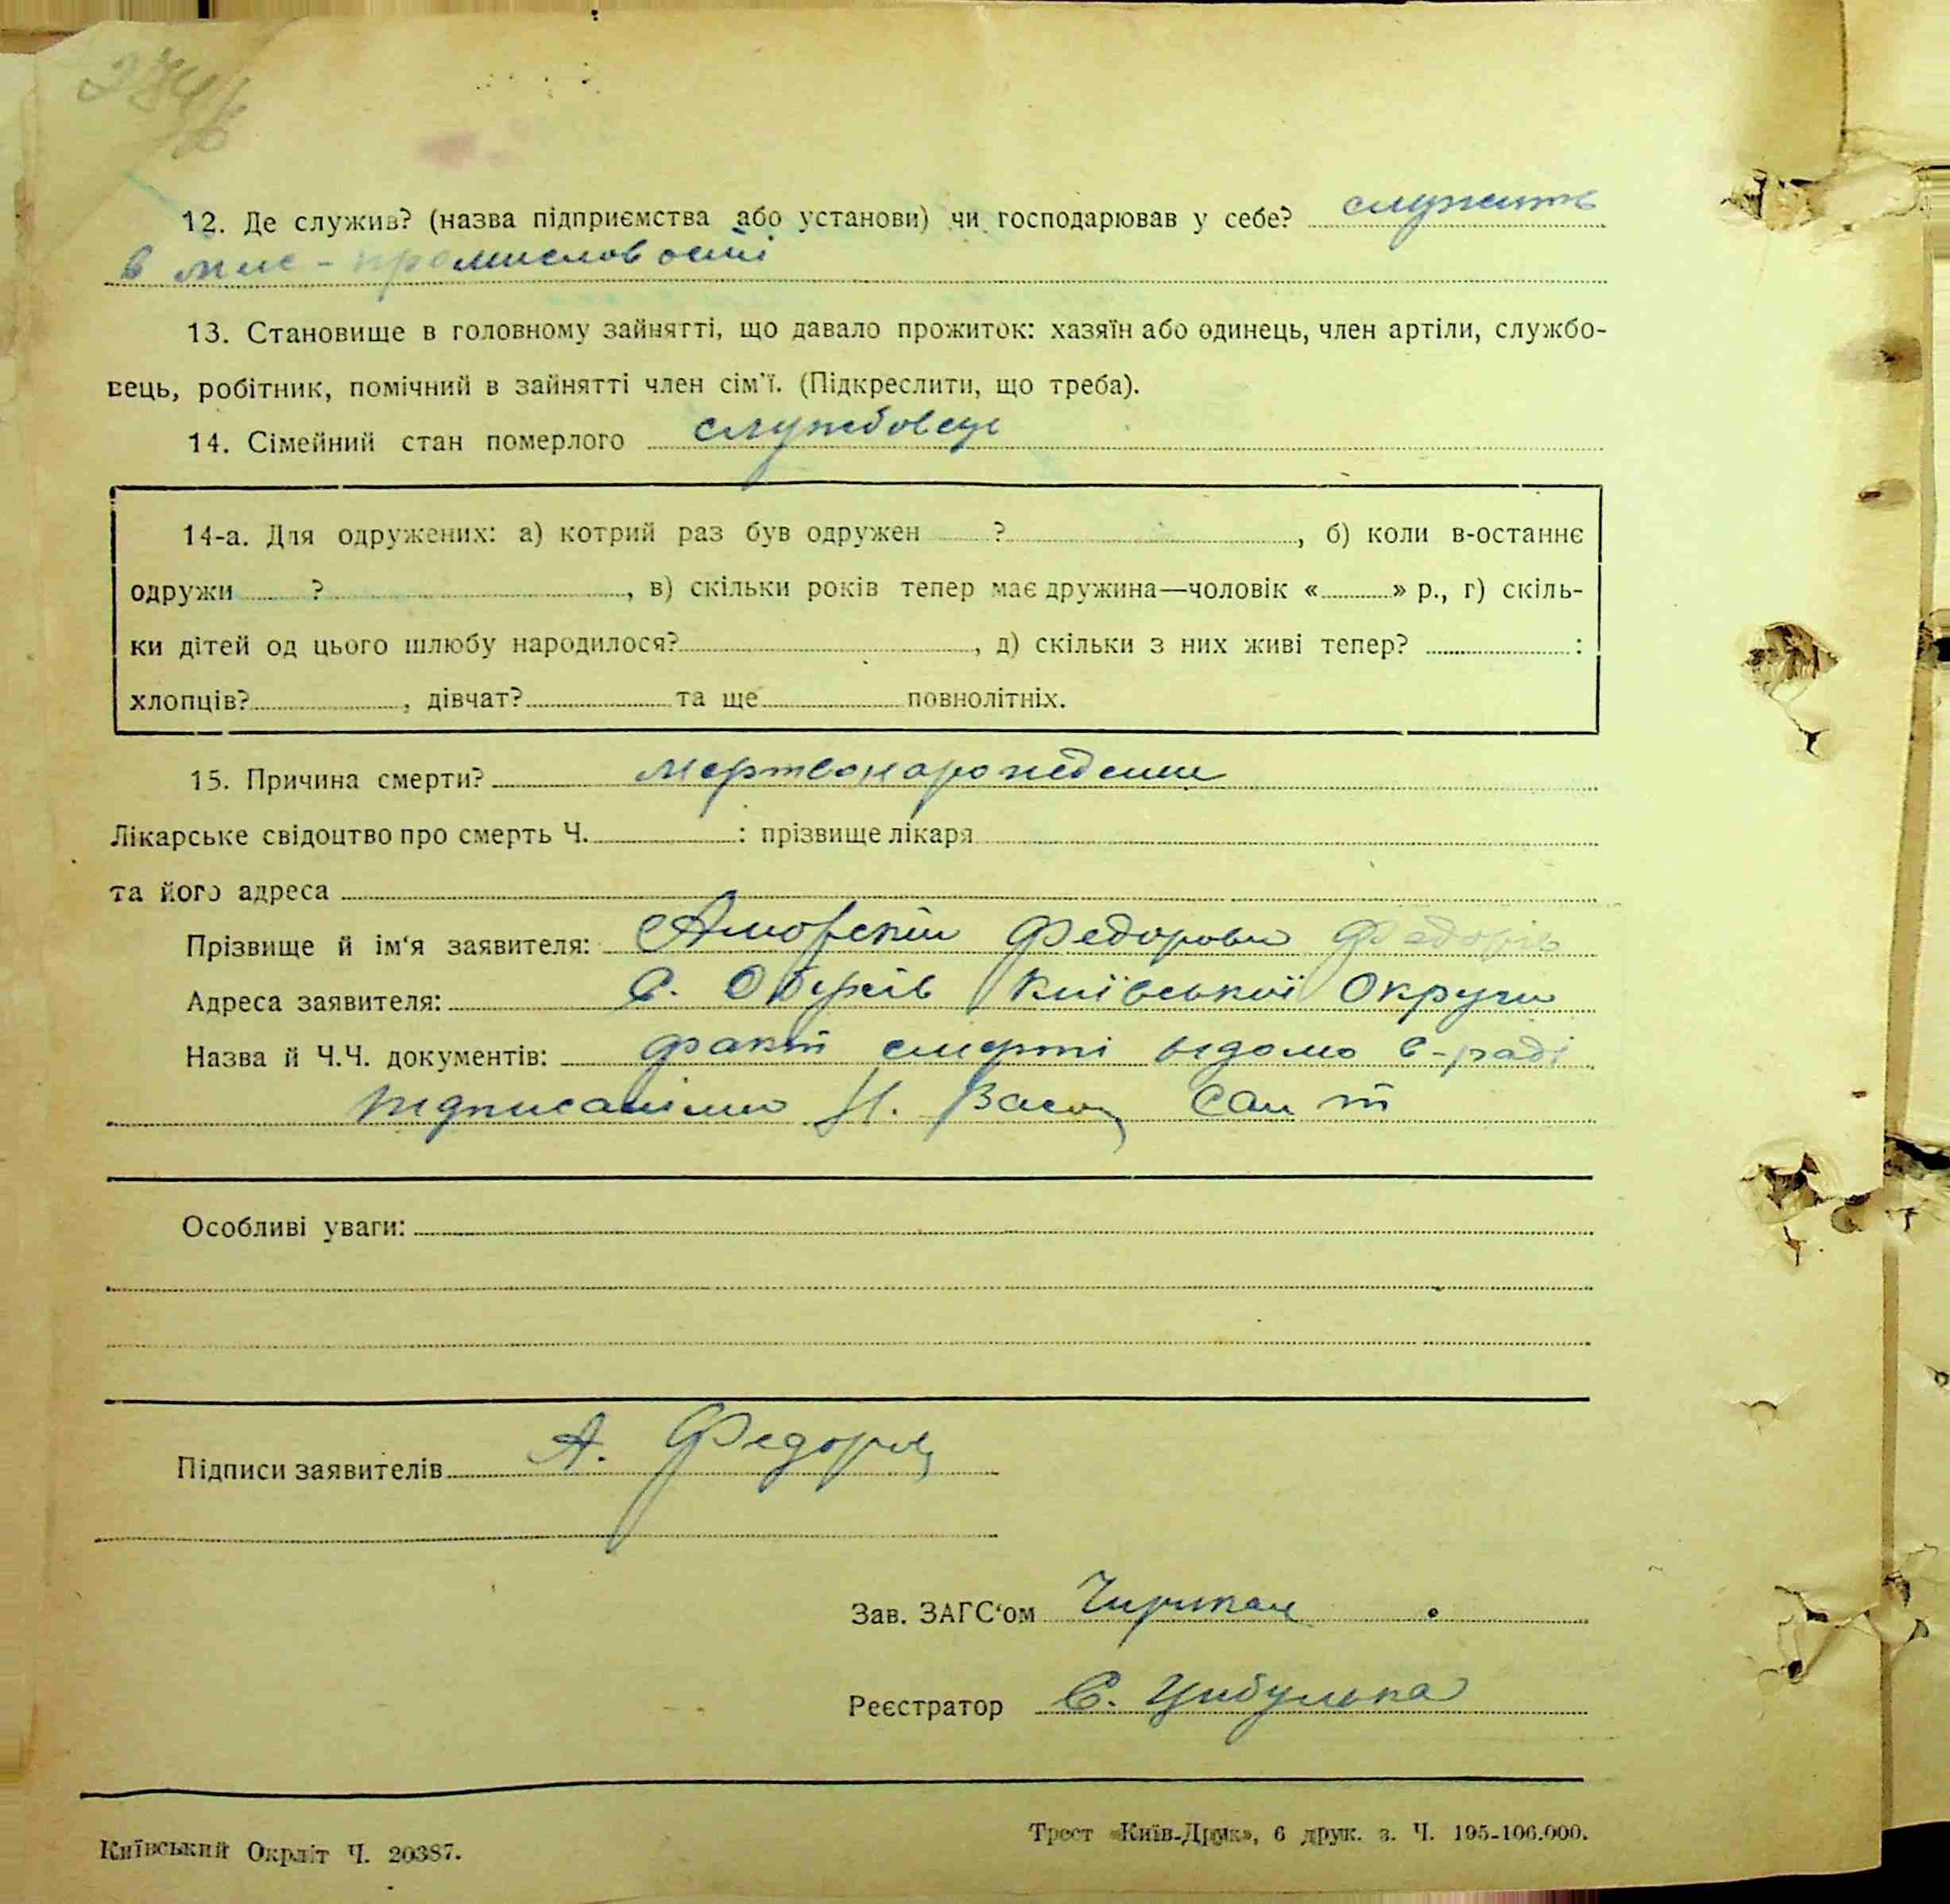 12. Де служив? (назва підприємства або установи) чи господарював у себе? служить
в лис-промисловості
13. Становище в головному зайнятті, що давало прожиток: хазяїн або одинець, член артіли, службо-
вець, робітник, помічний в зайнятті член сім'ї. (Підкреслити, що треба).
14. Сімейний стан померлого службовець
14-а. Для одружених: а) котрий раз був одружен ? , б) коли в-останнє
одружи ? , в) скільки років тепер має дружина—чоловік « » р., г) скіль-
ки дітей од цього шлюбу народилося? , д) скільки з них живі тепер? :
хлопців? , дівчат? та ще повнолітніх.
15. Причина смерти? мертвонарождении
Лікарське свідоцтво про смерть Ч. : прізвище лікаря
та його адреса
Прізвище й ім'я заявителя:
Адреса заявителя: С. Обухів Київської Округи
Назва й Ч.Ч. документів: факт смерті відомо с-раді
Особливі уваги:
Підписи заявителів А.
Зав. ЗАГС'ом
Реєстратор Є. Цибулька
Київський Окрліт Ч. 20387.
Трест «Київ-Друк», 6 друк. з. Ч. 195-106.000.